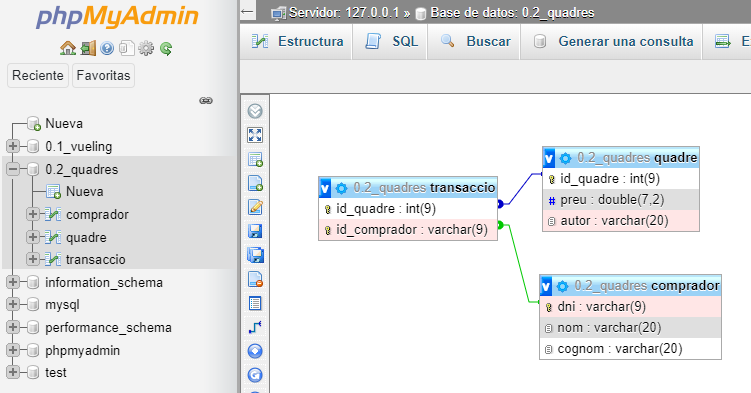 phpMyAdmin
Reciente Favoritas
Nueva
0.1_vueling
0.2_quadres
Nueva
comprador
quadre
transaccio
information_schema
mysql
performance_schema
phpmyadmin
test
Servidor: 127.0.0.1 » Base de datos: 0.2_quadres
Estructura SQL Buscar Generar una consulta E
v 0.2_quadres transaccio
id_quadre : int(9)
id_comprador : varchar(9)
v 0.2_quadres quadre
id_quadre : int(9)
# preu : double(7,2)
autor : varchar(20)
v 0.2_quadres comprador
dni : varchar(9)
nom : varchar(20)
cognom : varchar(20)